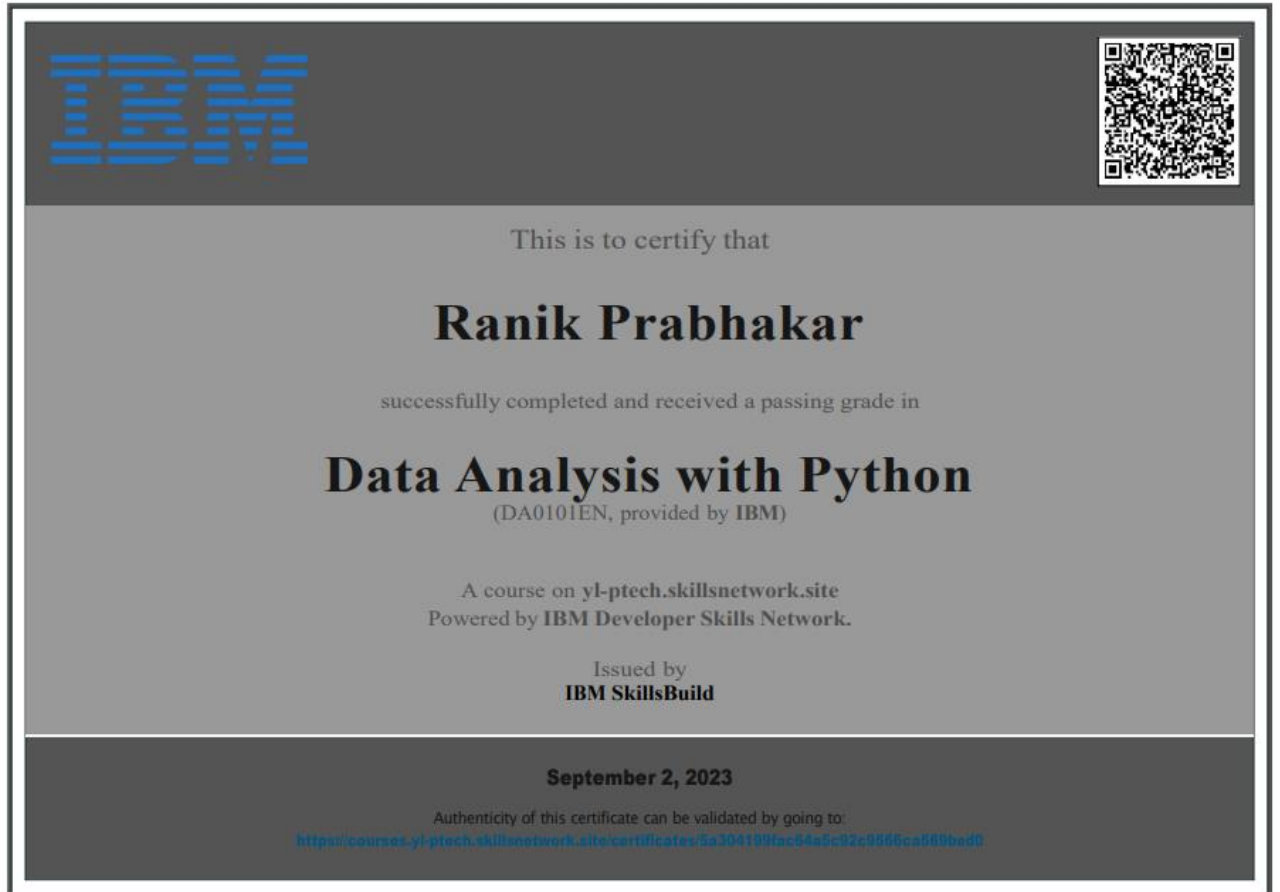 IBM
This is to certify that
Ranik Prabhakar
successfully completed and received a passing grade in
Data Analysis with Python
(DA0101EN, provided by IBM)
A course on yl-ptech.skillsnetwork.site
Powered by IBM Developer Skills Network.
Issued by
IBM SkillsBuild
September 2, 2023
Authenticity of this certificate can be validated by going to: